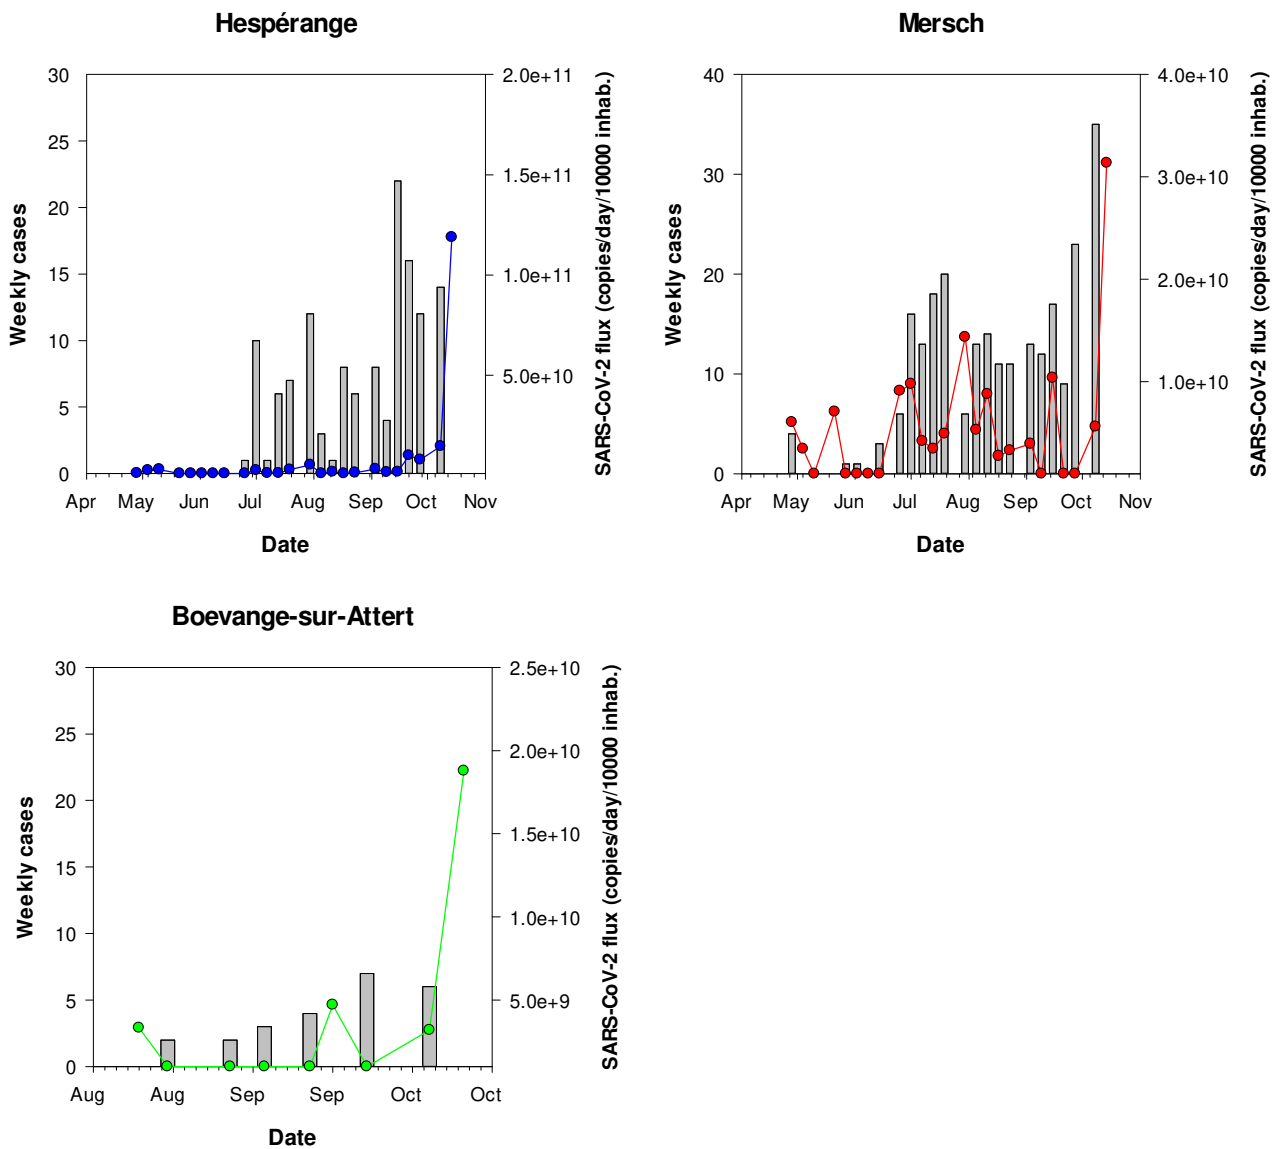 Hespérange
30
25
20
15
10
5
0
Weekly cases
2.0e+11
1.5e+11
1.0e+11
5.0e+10
SARS-CoV-2 flux (copies/day/10000 inhab.)
Apr May Jun Jul Aug Sep Oct Nov
Date
Mersch
40
30
20
10
0
Weekly cases
4.0e+10
3.0e+10
2.0e+10
1.0e+10
SARS-CoV-2 flux (copies/day/10000 inhab.)
Apr May Jun Jul Aug Sep Oct Nov
Date
Boevange-sur-Attert
30
25
20
15
10
5
0
Weekly cases
2.5e+10
2.0e+10
1.5e+10
1.0e+10
5.0e+9
SARS-CoV-2 flux (copies/day/10000 inhab.)
Aug Aug Sep Sep Oct Oct
Date